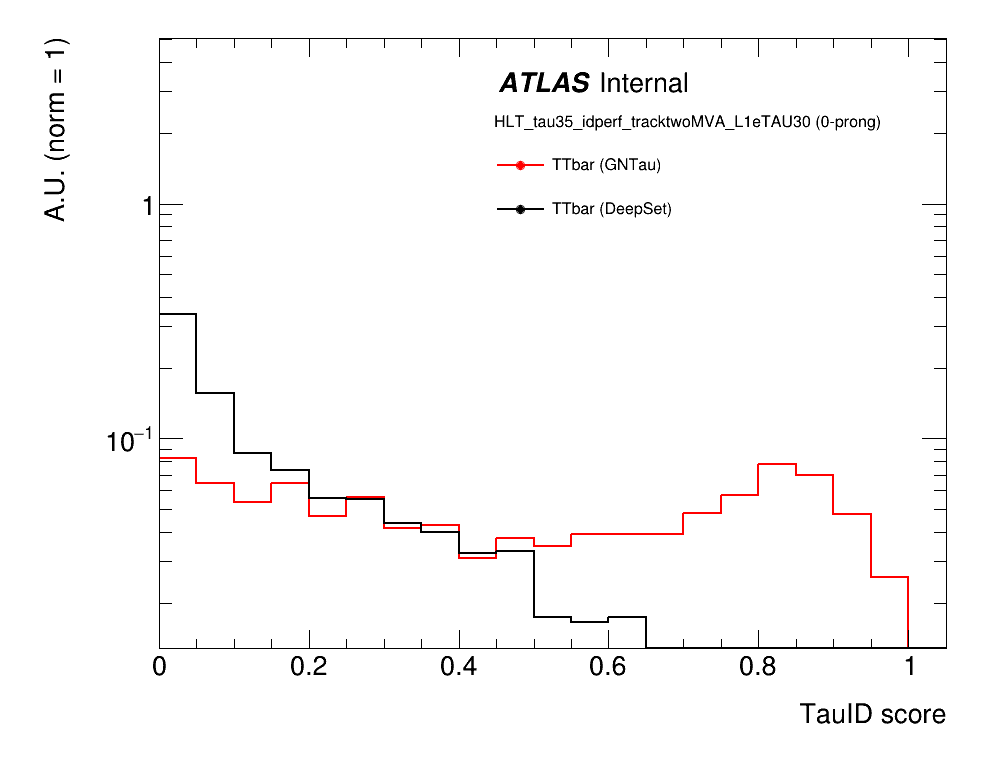 A.U. (norm = 1)
ATLAS Internal
HLT_tau35_idperf_tracktwoMVA_L1eTAU30 (0-prong)
TTbar (GNTau)
TTbar (DeepSet)
1
10⁻¹
0 0.2 0.4 0.6 0.8 1
TauID score